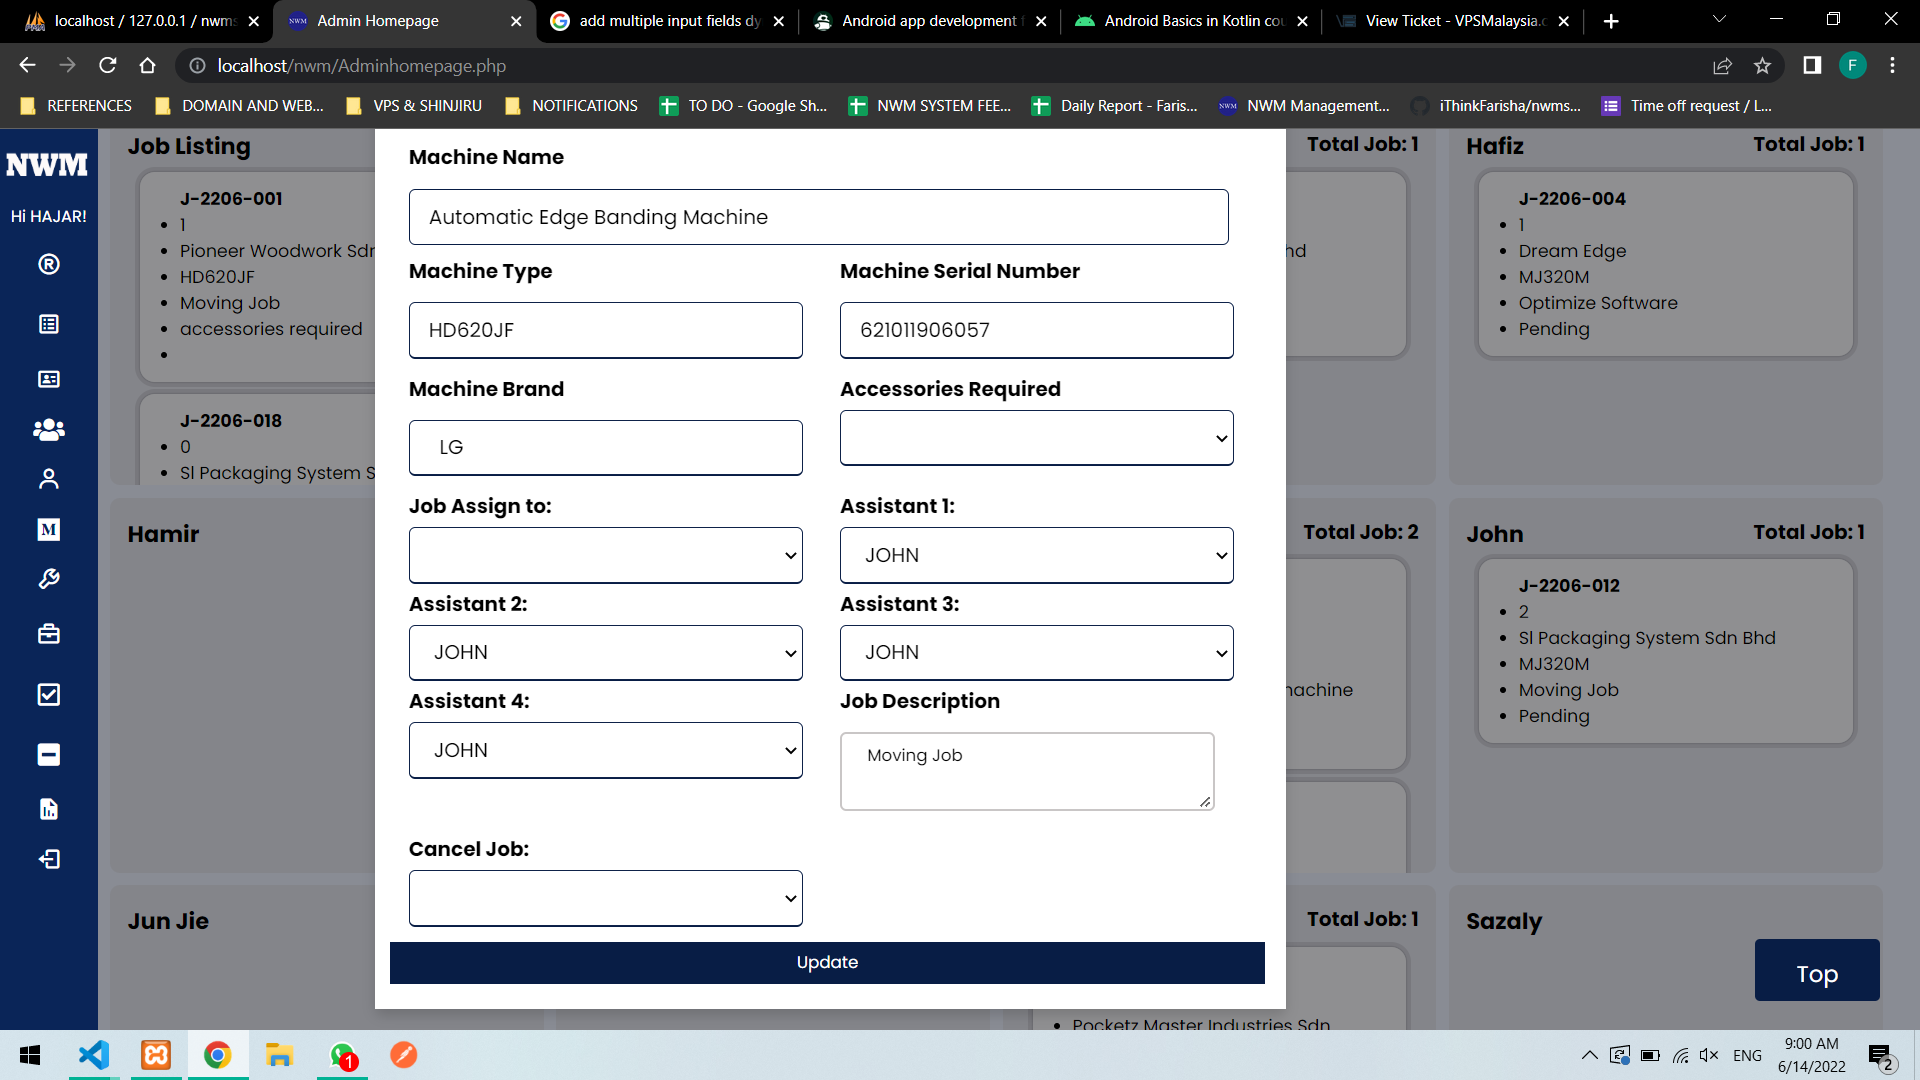 localhost / 127.0.0.1 / nwms
Admin Homepage
add multiple input fields dy
Android app development f
Android Basics in Kotlin cou
View Ticket - VPSMalaysia.c
localhost/nwm/Adminhomepage.php
F
REFERENCES
DOMAIN AND WEB...
VPS & SHINJIRU
NOTIFICATIONS
TO DO - Google Sh...
NWM SYSTEM FEE...
Daily Report - Faris...
NWM Management...
iThinkFarisha/nwms...
Time off request / L...
NWM
Hi HAJAR!
Job Listing
J-2206-001
1
Pioneer Woodwork Sdn
HD620JF
Moving Job
accessories required
J-2206-018
0
Sl Packaging System S
Hamir
Jun Jie
Machine Name
Automatic Edge Banding Machine
Machine Type
Machine Serial Number
HD620JF
621011906057
Machine Brand
Accessories Required
LG
Job Assign to:
Assistant 1:
JOHN
Assistant 2:
Assistant 3:
JOHN
JOHN
Assistant 4:
Job Description
JOHN
Moving Job
Cancel Job:
Update
Total Job: 1
hd
Total Job: 2
machine
Total Job: 1
Pocketz Master Industries Sdn
Hafiz
Total Job: 1
J-2206-004
1
Dream Edge
MJ320M
Optimize Software
Pending
John
Total Job: 1
J-2206-012
2
Sl Packaging System Sdn Bhd
MJ320M
Moving Job
Pending
Sazaly
Top
1
ENG
9:00 AM
6/14/2022
2